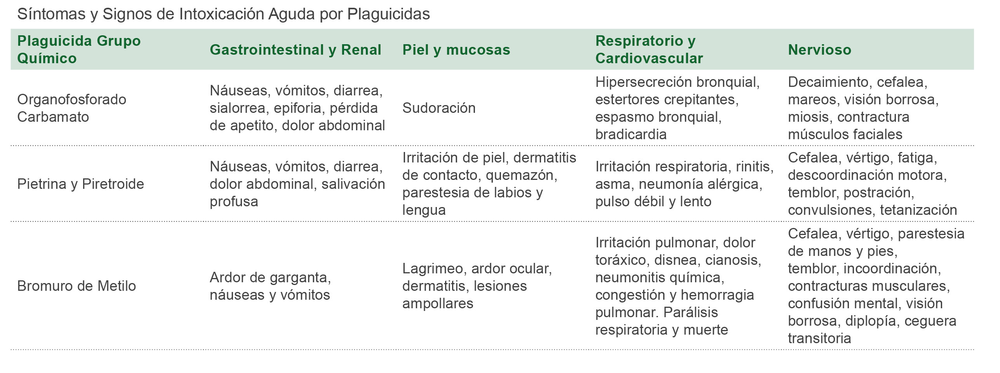 Síntomas y Signos de Intoxicación Aguda por Plaguicidas
Plaguicida Grupo
Químico
Gastrointestinal y Renal
Piel y mucosas
Respiratorio y
Cardiovascular
Nervioso
Organofosforado
Carbamato
Náuseas, vómitos, diarrea,
sialorrea, epiforia, pérdida
de apetito, dolor abdominal
Sudoración
Hipersecreción bronquial,
estertores crepitantes,
espasmo bronquial,
bradicardia
Decaimiento, cefalea,
mareos, visión borrosa,
miosis, contractura
músculos faciales
Pietrina y Piretroide
Náuseas, vómitos, diarrea,
dolor abdominal, salivación
profusa
Irritación de piel, dermatitis
de contacto, quemazón,
parestesia de labios y
lengua
Irritación respiratoria, rinitis,
asma, neumonía alérgica,
pulso débil y lento
Cefalea, vértigo, fatiga,
descoordinación motora,
temblor, postración,
convulsiones, tetanización
Bromuro de Metilo
Ardor de garganta,
náuseas y vómitos
Lagrimeo, ardor ocular,
dermatitis, lesiones
ampollares
Irritación pulmonar, dolor
toráxico, disnea, cianosis,
neumonitis química,
congestión y hemorragia
pulmonar. Parálisis
respiratoria y muerte
Cefalea, vértigo, parestesia
de manos y pies,
temblor, incoordinación,
contracturas musculares,
confusión mental, visión
borrosa, diplopía, ceguera
transitoria